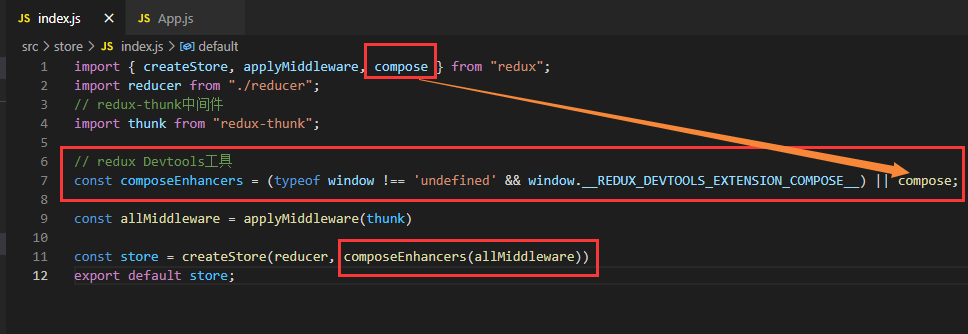 JS index.js ×
JS App.js
src > store > JS index.js > default
1 import { createStore, applyMiddleware, compose } from "redux";
2 import reducer from "./reducer";
3 // redux-thunk中间件
4 import thunk from "redux-thunk";
5
6 // redux Devtools工具
7 const composeEnhancers = (typeof window !== 'undefined' && window.__REDUX_DEVTOOLS_EXTENSION_COMPOSE__) || compose;
8
9 const allMiddleware = applyMiddleware(thunk)
10
11 const store = createStore(reducer, composeEnhancers(allMiddleware))
12 export default store;